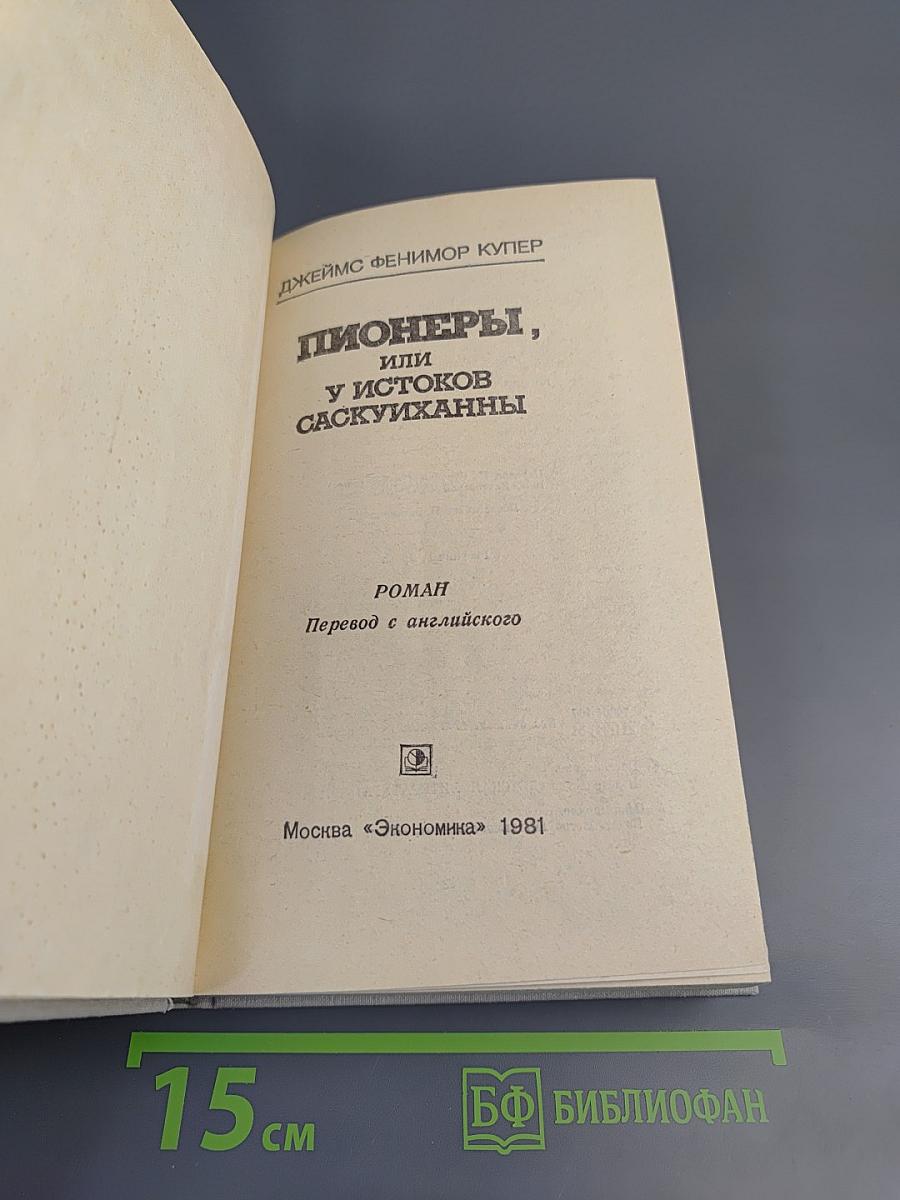 ДЖЕЙМС ФЕНИМОР КУПЕР
ПИОНЕРЫ,
ИЛИ
У ИСТОКОВ
САСКУИХАННЫ
РОМАН
Перевод с английского
Москва «Экономика» 1981
15 СМ
БФ БИБЛИОФАН